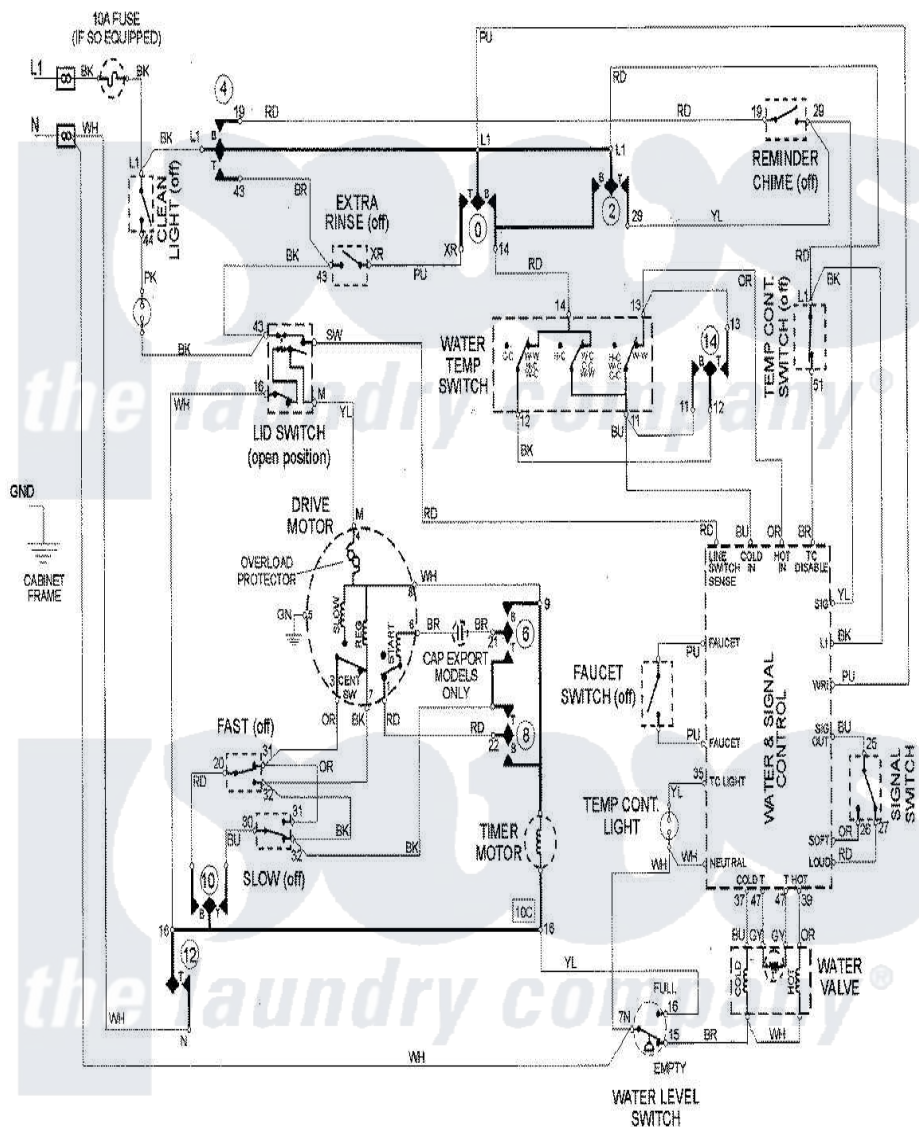 10A FUSE
(IF SO EQUIPPED)
L1
8
BK
BK
N
8
WH
PU
RD
4
19
RD
RD
19
29
BK
L1
B
T
L1
L1
REMINDER
CHIME (off)
L1
CLEAN
LIGHT (off)
44
43
BR
EXTRA
RINSE (off)
T
B
0
B
T
2
29
YL
XR
14
BK
43
XR
PU
RD
OR
RD
BK
PK
TEMP CONT.
SWITCH (off)
L1
51
14
13
13
WATER
TEMP
SWITCH
14
B
T
W-W
11
12
12
11
BU
BK
43
SW
BK
16
M
WH
YL
LID SWITCH
(open position)
the laundry company®
GND
CABINET
FRAME
DRIVE
MOTOR
M
4
OVERLOAD
PROTECTOR
RD
RD
BU
OR
BR
LINE
SWITCH
SENSE
COLD
IN
HOT
IN
TC
DISABLE
WH
8
9
GN
5
SLOW
REG
START
6
BR
BR
21
B
6
T
CAP EXPORT
MODELS
ONLY
3
CENT
SW
7
1
OR
BK
RD
RD
22
T
8
B
SIG
YL
L1
BK
WRI
PU
SIG
OUT
BU
25
26
27
SIGNAL
SWITCH
SOFT
OR
LOUD
RD
FAUCET
PU
FAUCET
SWITCH (off)
PU
FAUCET
WATER & SIGNAL
CONTROL
35
TC LIGHT
YL
TEMP CONT.
LIGHT
WH
WH
NEUTRAL
FAST (off)
20
31
OR
RD
32
31
30
BU
BK
32
BK
SLOW (off)
TIMER
MOTOR
10
B
T
10C
16
16
12
T
COLD T
T HOT
37
47
47
39
BU
GY
GY
OR
COLD
HOT
WATER
VALVE
YL
FULL
16
7N
15
BR
WH
EMPTY
WH
N
WH
WATER LEVEL
SWITCH
the laundry company®